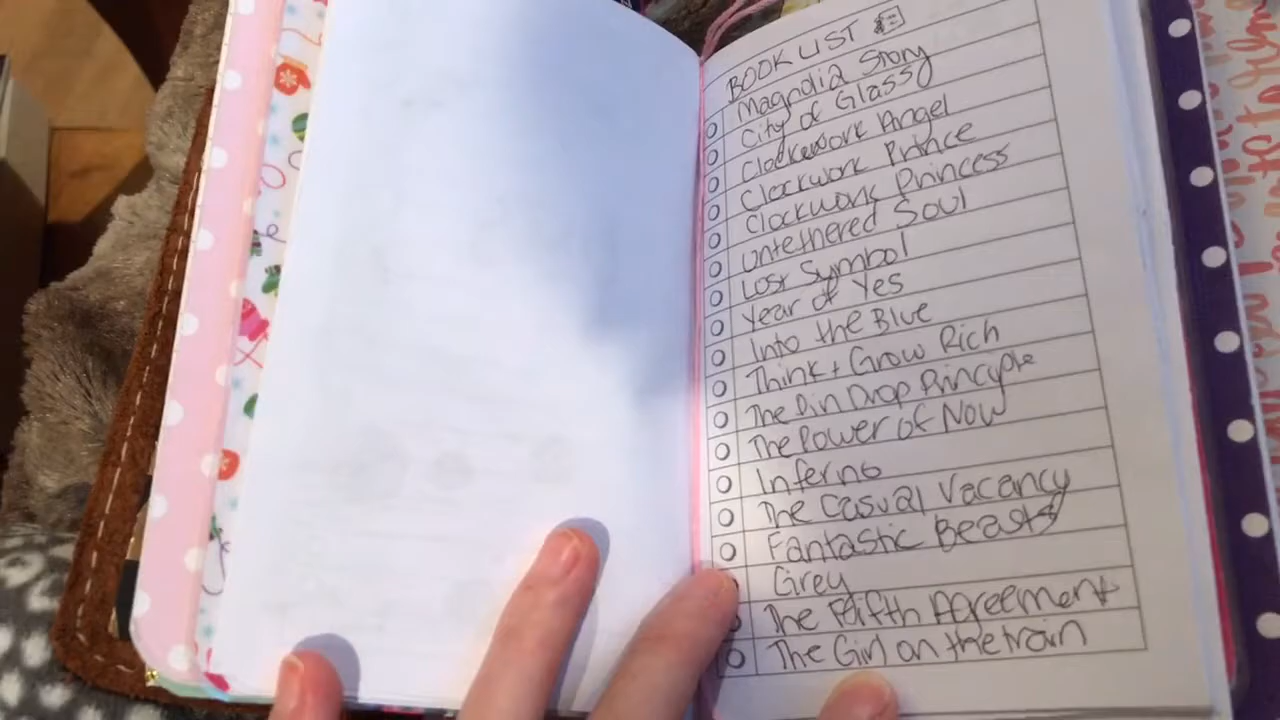 BOOK LIST
Magnolia Story
City of Glass
Clockework Angel
Clockwork Prince
Clockwork Princess
Untethered Soul
Lost Symbol
Year of Yes
Into the Blue
Think + Grow Rich
The Pin Drop Principle
The Power of Now
Inferno
The Casual Vacancy
Fantastic Beasts
Grey
The Fifth Agreement
The Girl on the train